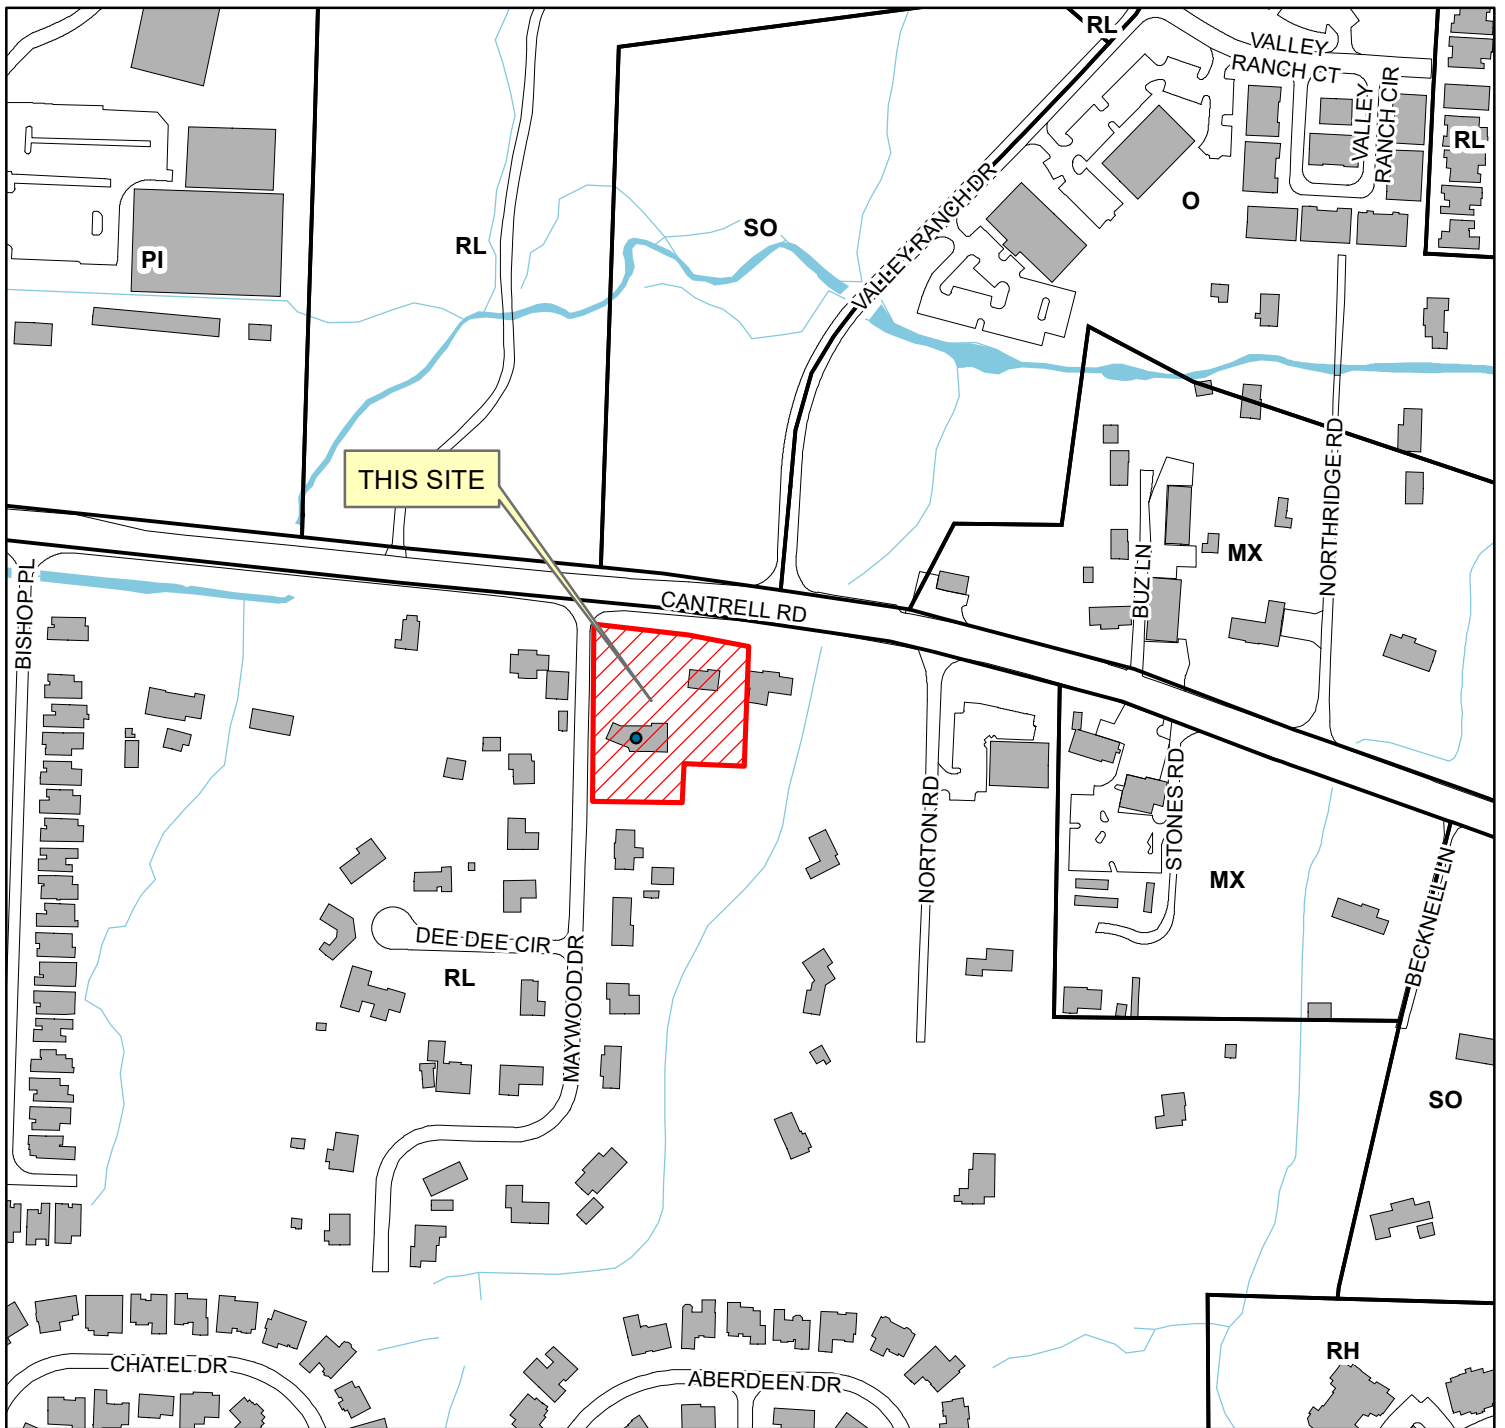 RL
VALLEY
RANCH CT
VALLEY
RANCH CIR
RL
O
VALLEY RANCH DR
SO
RL
PI
THIS SITE
NORTHRIDGE RD
MX
BUZ LN
CANTRELL RD
BISHOP PL
NORTON RD
STONES RD
MX
BECKNELL LN
DEE DEE CIR
RL
MAYWOOD DR
SO
RH
CHATEL DR
ABERDEEN DR